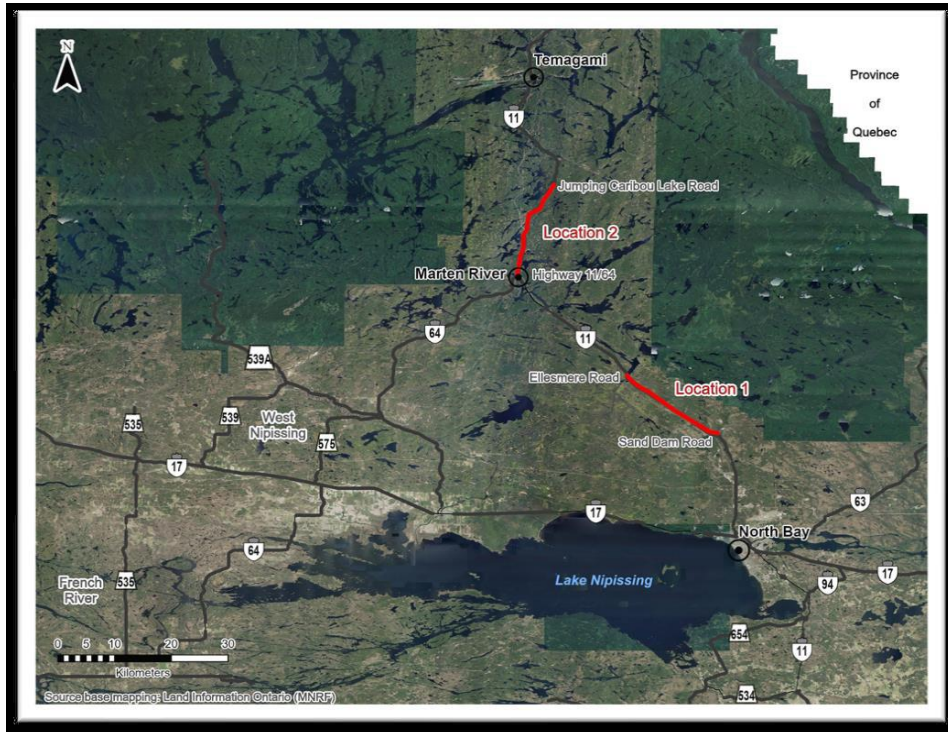 N
Temagami
Province
of
Quebec
11
Jumping Caribou Lake Road
Location 2
Marten River
Highway 11/64
64
11
539A
Ellesmere Road
Location 1
535
539
West
Nipissing
575
Sand Dam Road
17
63
17
North Bay
64
Lake Nipissing
17
94
French
River
535
654
11
0 5 10 20 30
Kilometers
534
Source base mapping: Land Information Ontario (MNRF)